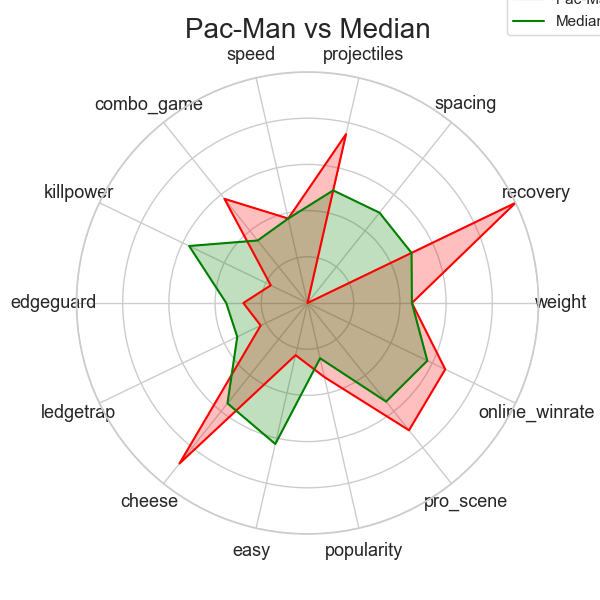 Pac-Man vs Median
Median
speed
projectiles
combo_game
spacing
killpower
recovery
edgeguard
weight
ledgetrap
online_winrate
cheese
pro_scene
easy
popularity